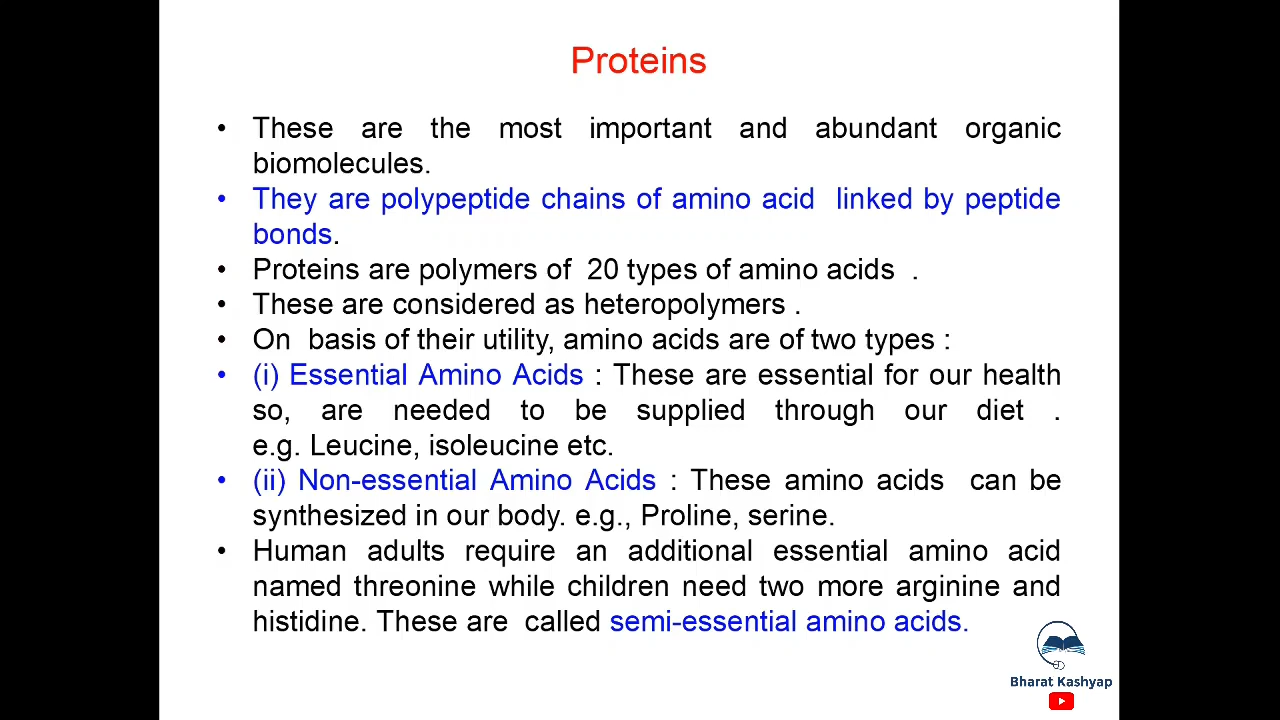 Proteins
• These are the most important and abundant organic
biomolecules.
• They are polypeptide chains of amino acid linked by peptide
bonds.
• Proteins are polymers of 20 types of amino acids .
• These are considered as heteropolymers .
• On basis of their utility, amino acids are of two types :
• (i) Essential Amino Acids : These are essential for our health
so, are needed to be supplied through our diet .
e.g. Leucine, isoleucine etc.
• (ii) Non-essential Amino Acids : These amino acids can be
synthesized in our body. e.g., Proline, serine.
• Human adults require an additional essential amino acid
named threonine while children need two more arginine and
histidine. These are called semi-essential amino acids.
Bharat Kashyap